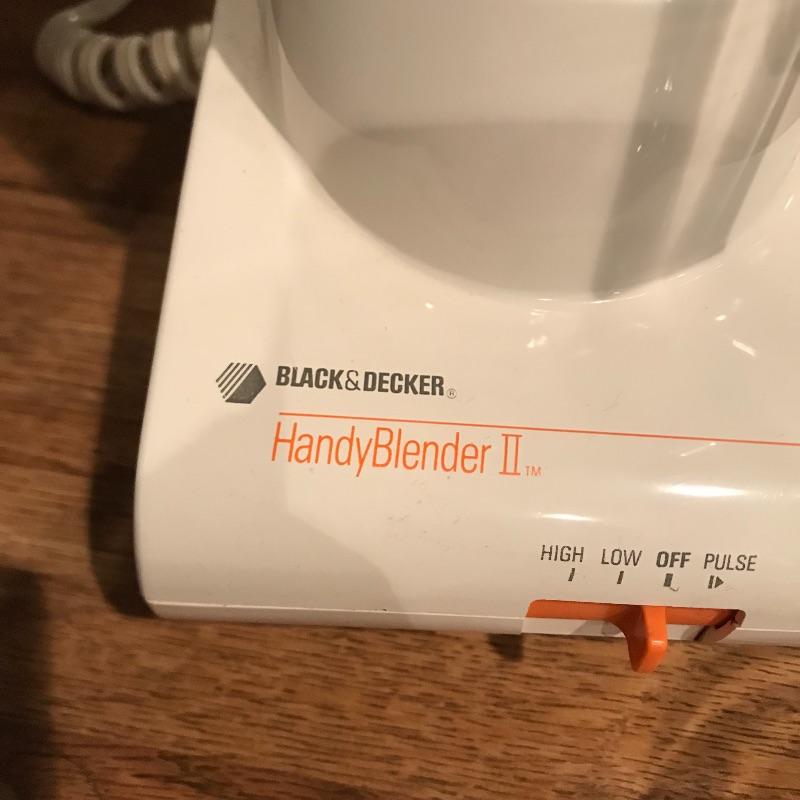 BLACK&DECKER®
HandyBlender II™
HIGH LOW OFF PULSE